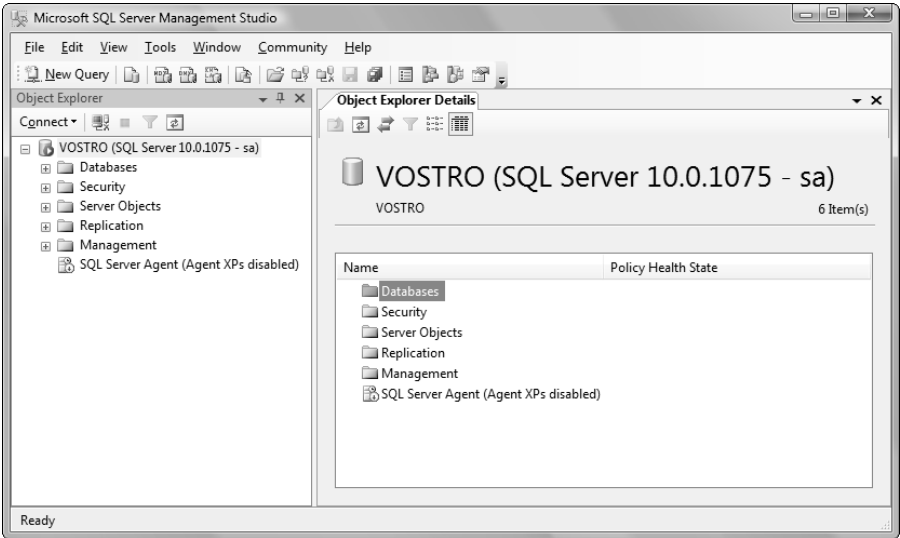 Microsoft SQL Server Management Studio
File Edit View Tools Window Community Help
New Query
Object Explorer
Connect
VOSTRO (SQL Server 10.0.1075 - sa)
Databases
Security
Server Objects
Replication
Management
SQL Server Agent (Agent XPs disabled)
Object Explorer Details
VOSTRO (SQL Server 10.0.1075 - sa)
VOSTRO 6 Item(s)
Name Policy Health State
Databases
Security
Server Objects
Replication
Management
SQL Server Agent (Agent XPs disabled)
Ready